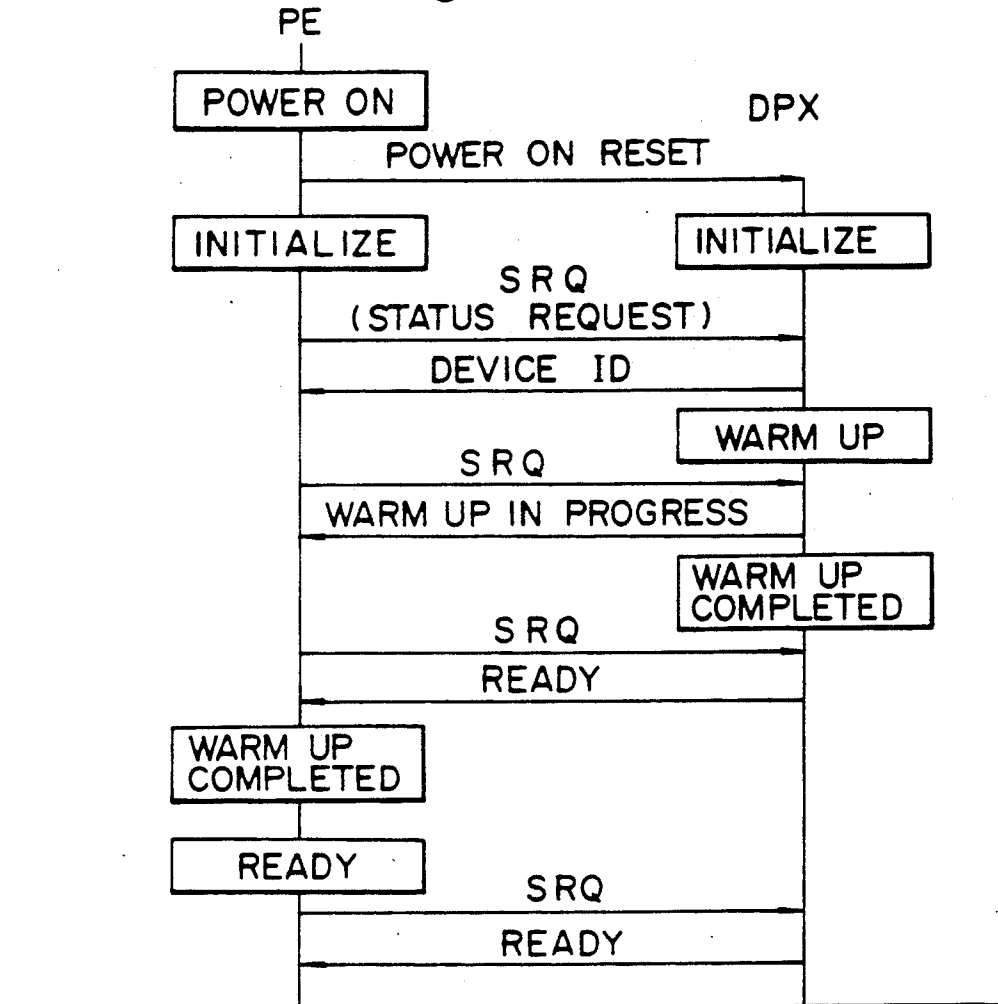 PE
POWER ON
DPX
POWER ON RESET
INITIALIZE
INITIALIZE
SRQ
(STATUS REQUEST)
DEVICE ID
WARM UP
SRQ
WARM UP IN PROGRESS
WARM UP
COMPLETED
SRQ
READY
WARM UP
COMPLETED
READY
SRQ
READY